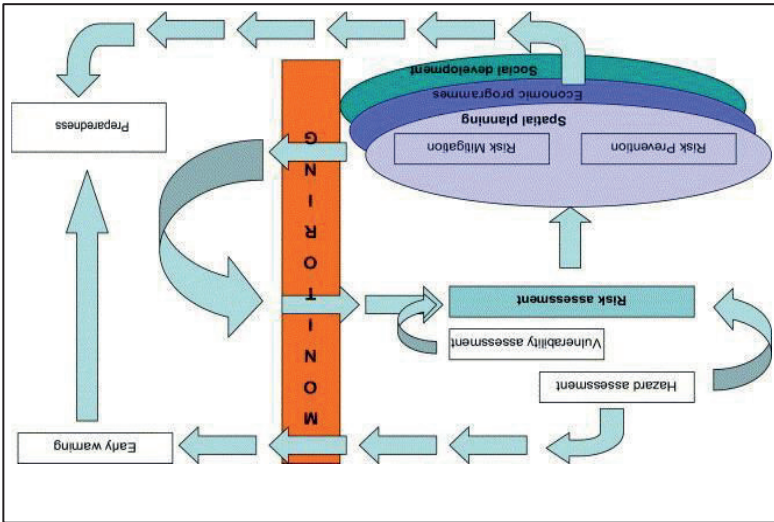 Hazard assessment
Early warning
Vulnerability assessment
Risk assessment
MONITORING
Risk Prevention
Risk Mitigation
Spatial planning
Economic programmes
Social development
Preparedness